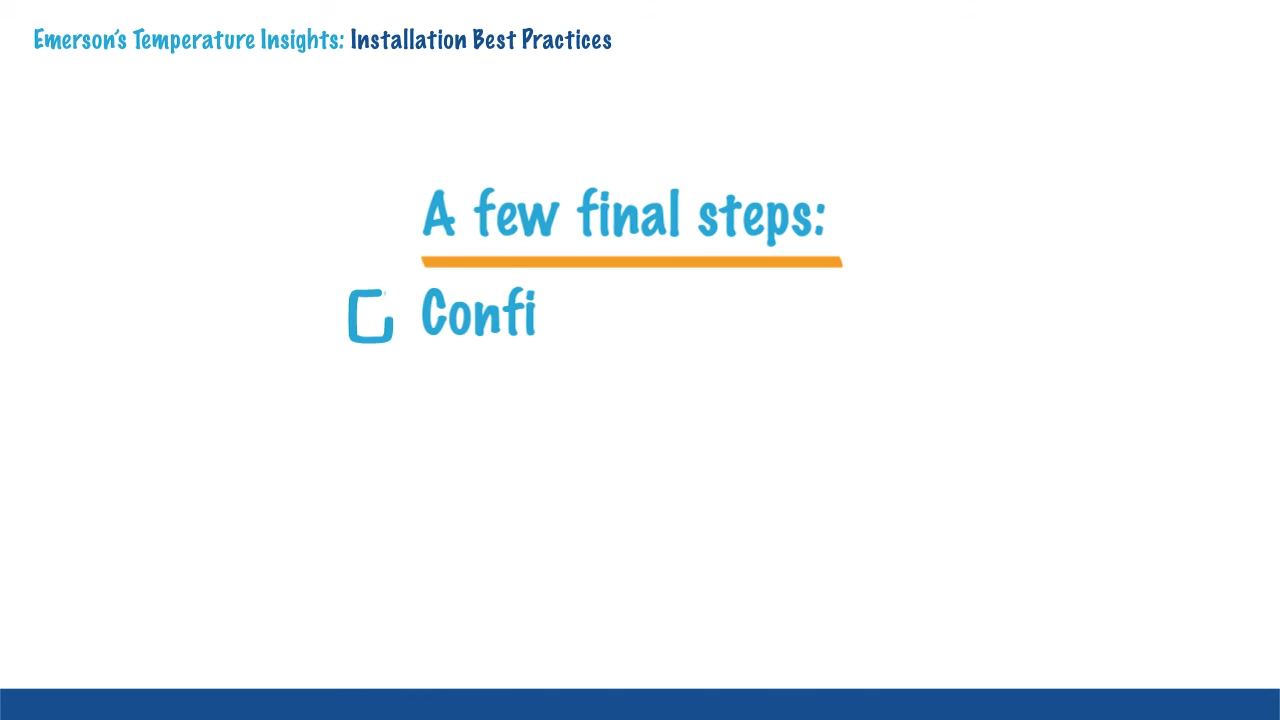 Emerson's Temperature Insights: Installation Best Practices
A few final steps:
Confi